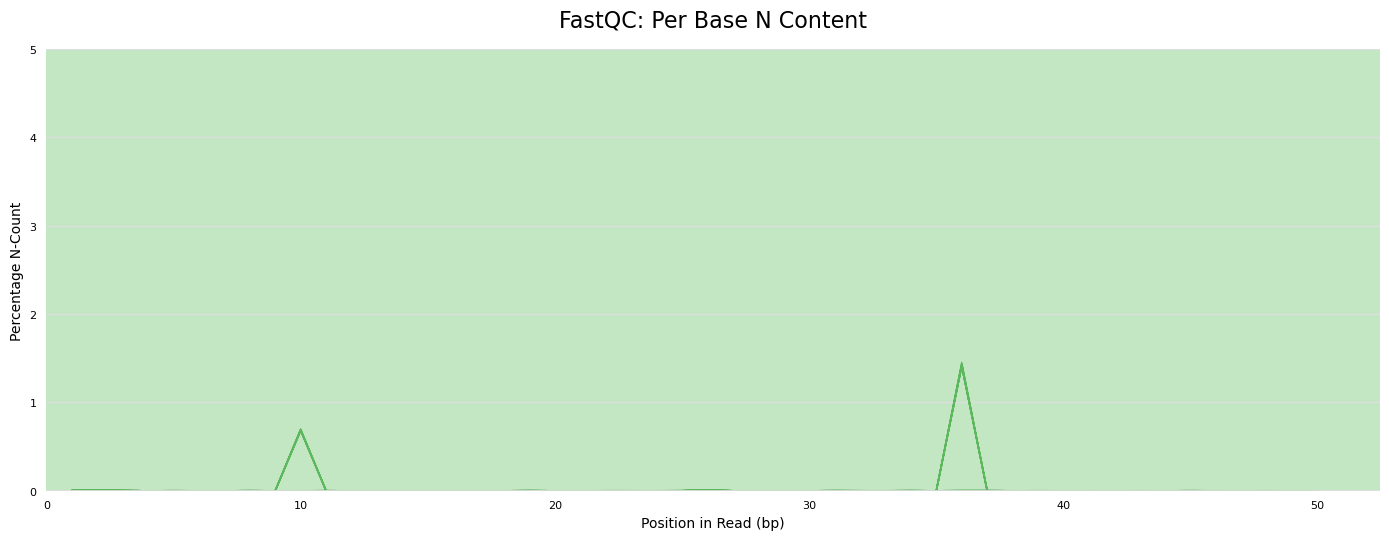 FastQC: Per Base N Content
Percentage N-Count
5
4
3
2
1
0
0 10 20 30 40 50
Position in Read (bp)